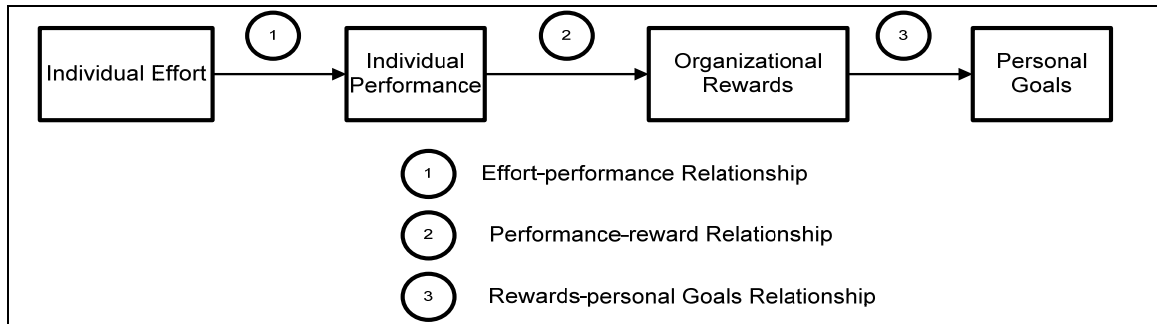 1
2
3
Individual Effort
Individual
Performance
Organizational
Rewards
Personal
Goals
1 Effort-performance Relationship
2 Performance-reward Relationship
3 Rewards-personal Goals Relationship